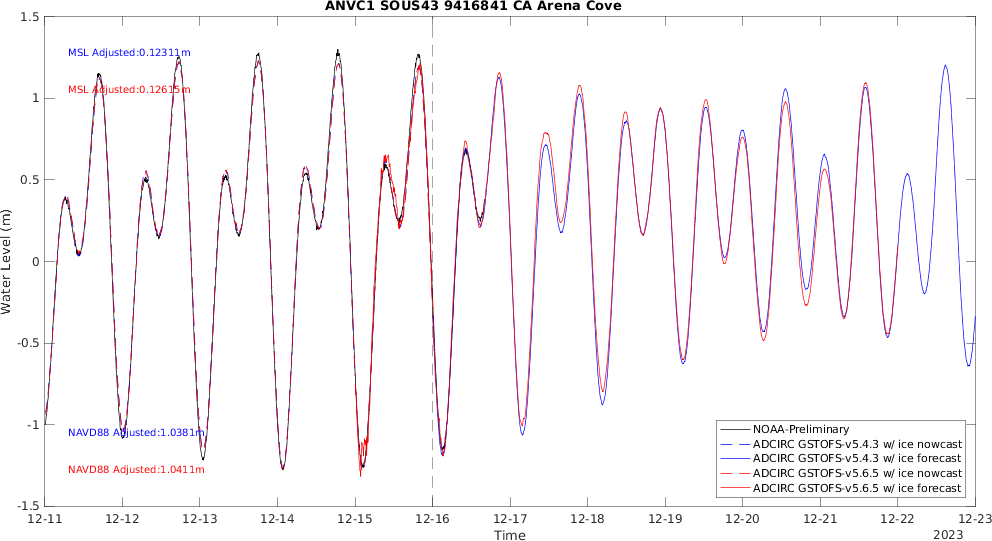 ANVC1 SOUS43 9416841 CA Arena Cove
1.5
1
0.5
0
-0.5
-1
-1.5
Water Level (m)
MSL Adjusted:0.12311m
MSL Adjusted:0.12615m
NAVD88 Adjusted:1.0381m
NAVD88 Adjusted:1.0411m
NOAA-Preliminary
ADCIRC GSTOFS-v5.4.3 w/ ice nowcast
ADCIRC GSTOFS-v5.4.3 w/ ice forecast
ADCIRC GSTOFS-v5.6.5 w/ ice nowcast
ADCIRC GSTOFS-v5.6.5 w/ ice forecast
12-11 12-12 12-13 12-14 12-15 12-16 12-17 12-18 12-19 12-20 12-21 12-22 12-23
Time
2023